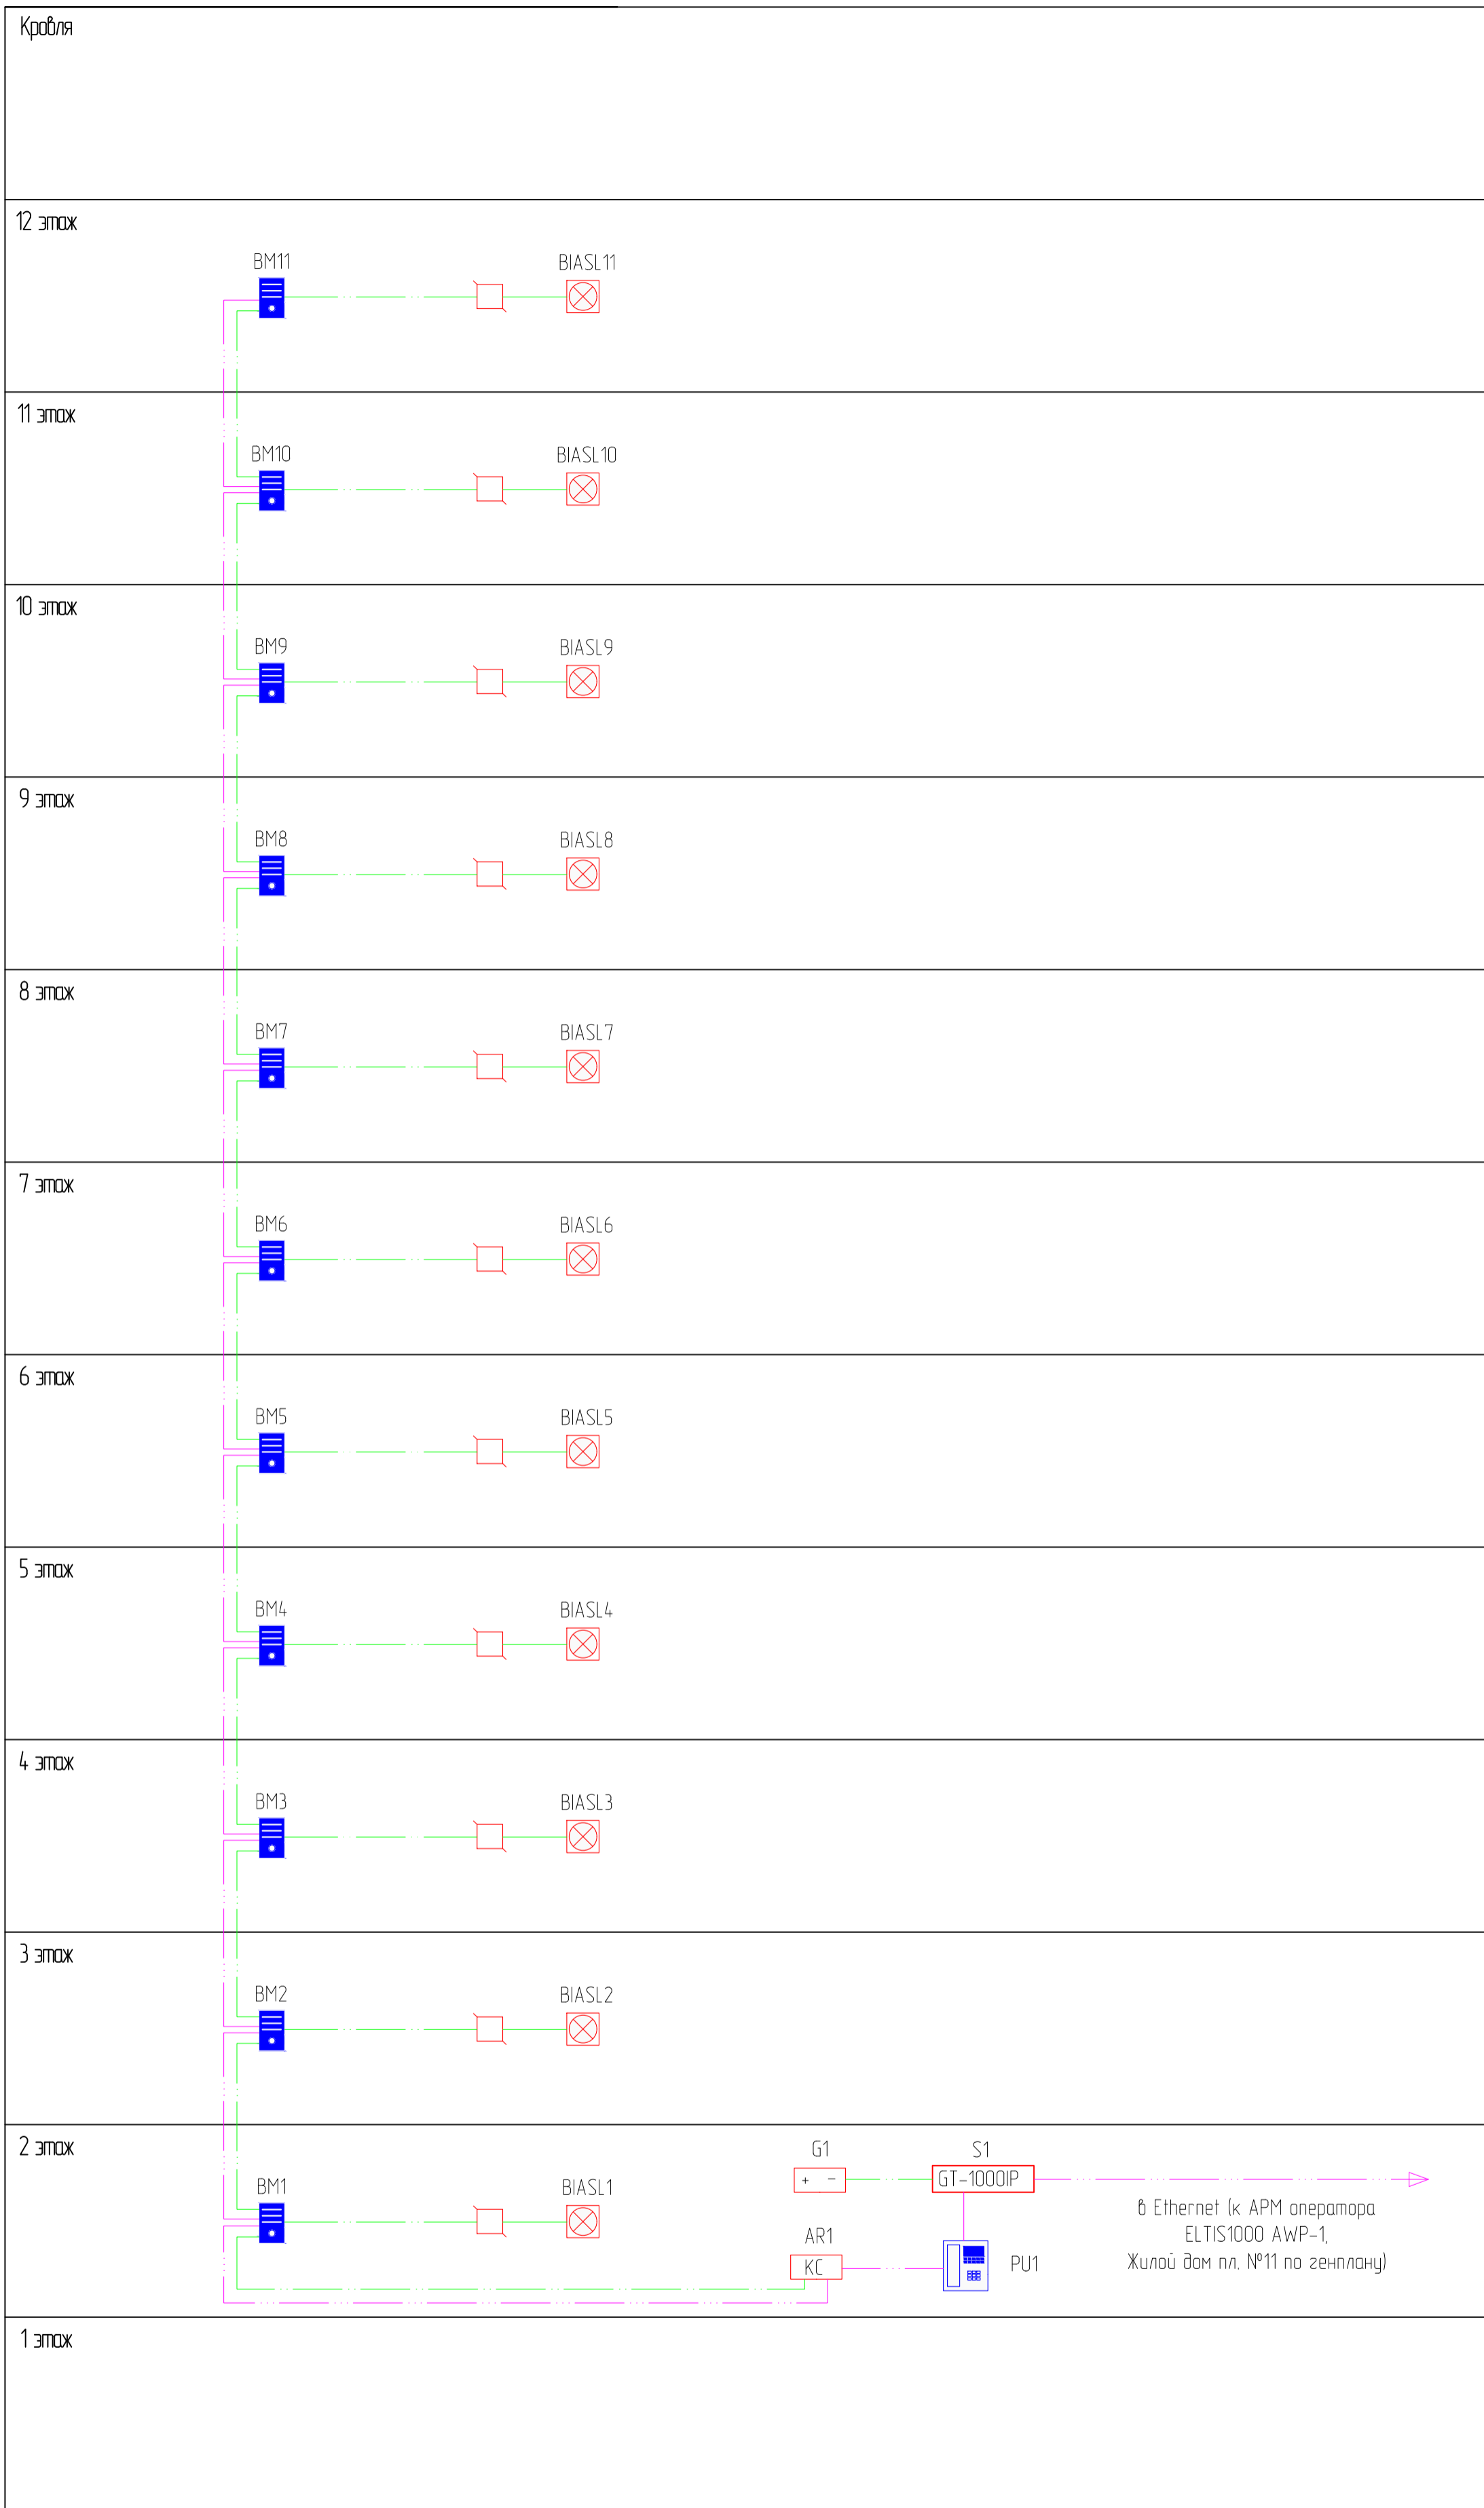 Кровля
12 этаж
BM11
BIASL11
11 этаж
BM10
BIASL10
10 этаж
BM9
BIASL9
9 этаж
BM8
BIASL8
8 этаж
BM7
BIASL7
7 этаж
BM6
BIASL6
6 этаж
BM5
BIASL5
5 этаж
BM4
BIASL4
4 этаж
BM3
BIASL3
3 этаж
BM2
BIASL2
2 этаж
BM1
BIASL1
G1
+ −
S1
GT-1000IP
AR1
КС
PU1
в Ethernet (к АРМ оператора
ELTIS1000 AWP-1,
Жилой дом пл. №11 по генплану)
1 этаж